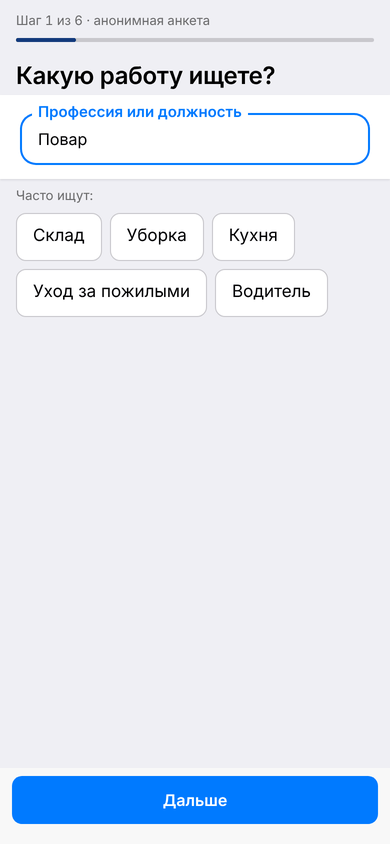 Шаг 1 из 6 · анонимная анкета
Какую работу ищете?
Профессия или должность
Повар
Часто ищут:
Склад
Уборка
Кухня
Уход за пожилыми
Водитель
Дальше